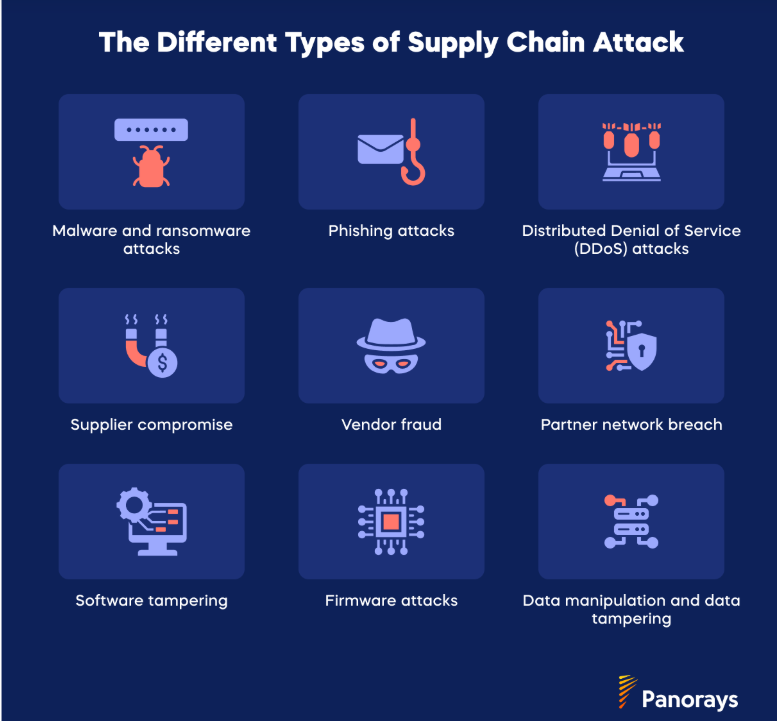 The Different Types of Supply Chain Attack
Malware and ransomware
attacks
Phishing attacks
Distributed Denial of Service
(DDoS) attacks
Supplier compromise
Vendor fraud
Partner network breach
Software tampering
Firmware attacks
Data manipulation and data
tampering
Panorays